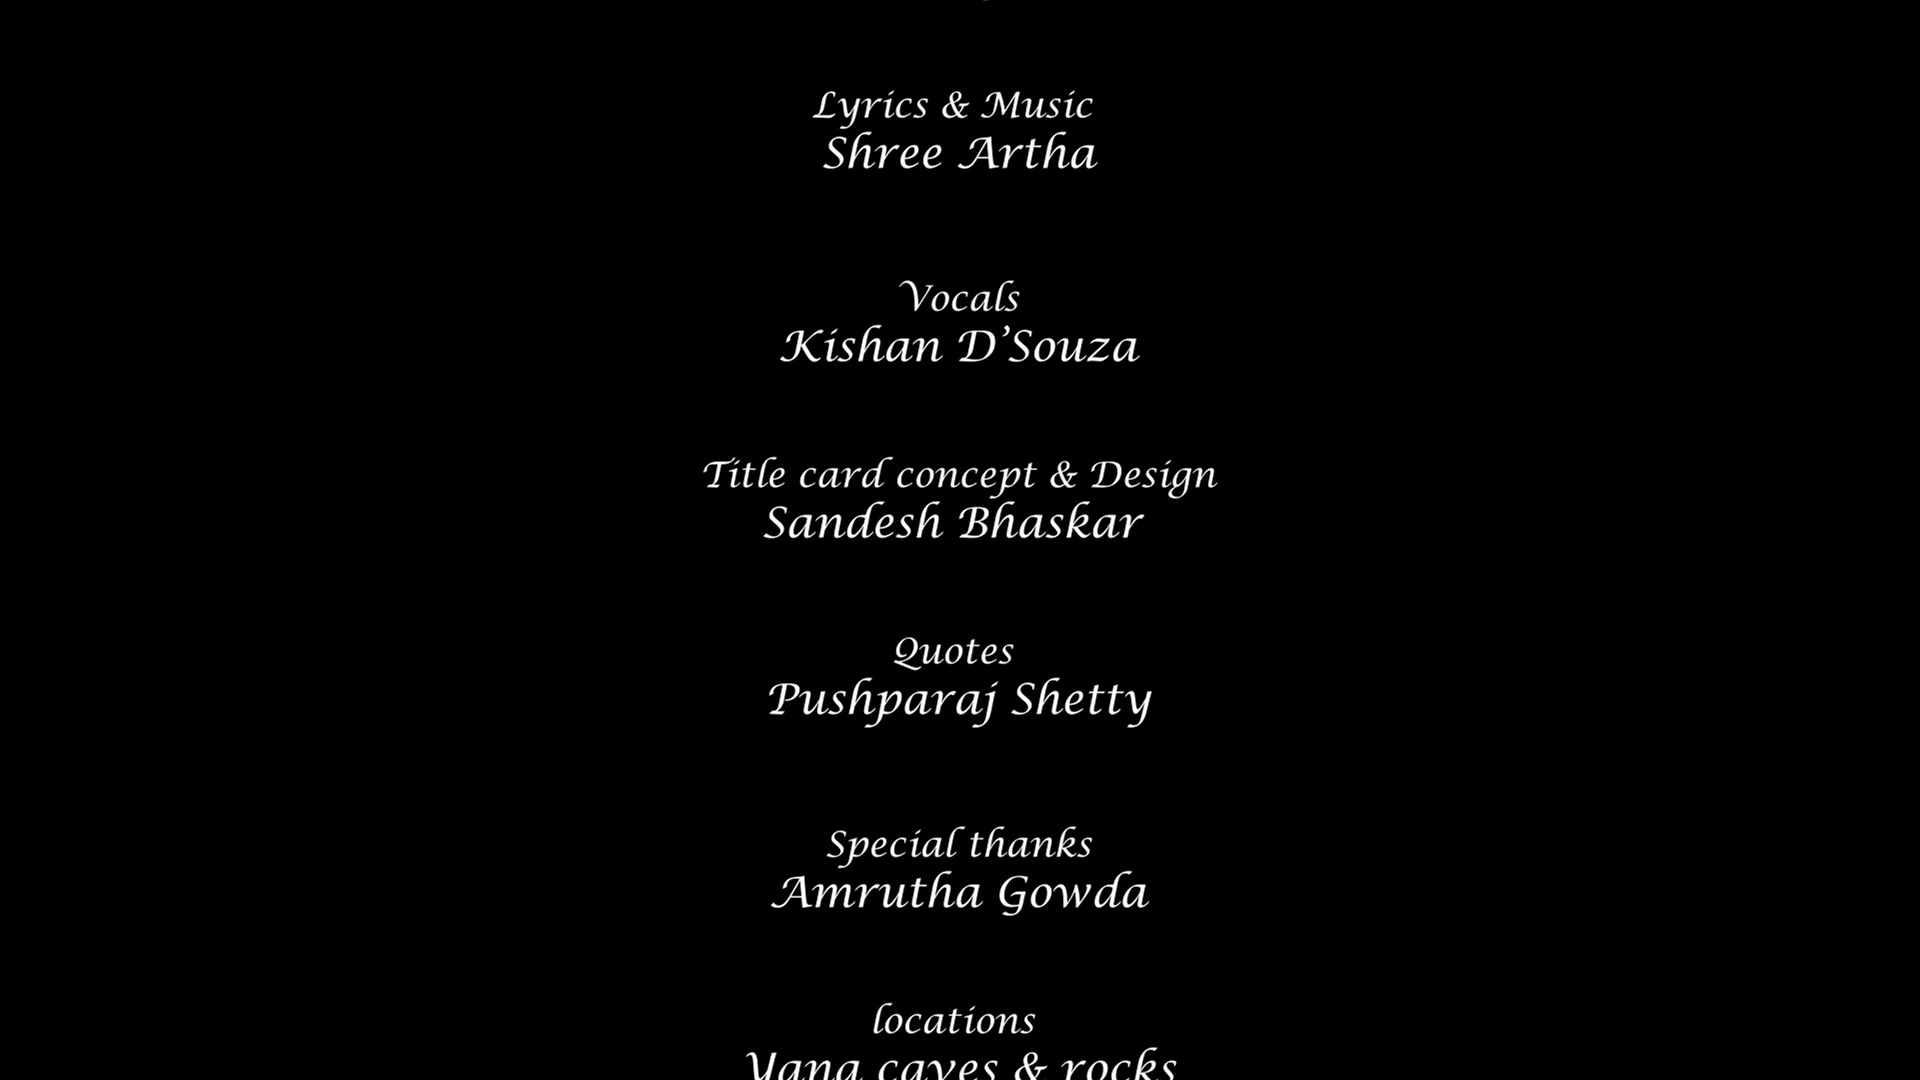 Lyrics & Music
Shree Artha
Vocals
Kishan D'Souza
Title card concept & Design
Sandesh Bhaskar
Quotes
Pushparaj Shetty
Special thanks
Amrutha Gowda
locations
Yana caves & rocks